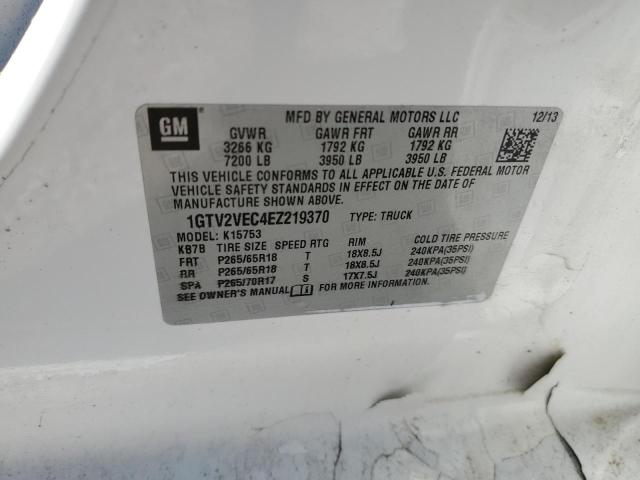 GM
MFD BY GENERAL MOTORS LLC 12/13
GVWR GAWR FRT GAWR RR
3266 KG 1792 KG 1792 KG
7200 LB 3950 LB 3950 LB
THIS VEHICLE CONFORMS TO ALL APPLICABLE U.S. FEDERAL MOTOR
VEHICLE SAFETY STANDARDS IN EFFECT ON THE DATE OF
MANUFACTURE SHOWN ABOVE.
1GTV2VEC4EZ219370 TYPE: TRUCK
MODEL: K15753
KB7B TIRE SIZE SPEED RTG RIM COLD TIRE PRESSURE
FRT P265/65R18 T 18X8.5J 240KPA(35PSI)
RR P265/65R18 T 18X8.5J 240KPA(35PSI)
SPA P265/70R17 S 17X7.5J 240KPA(35PSI)
SEE OWNER'S MANUAL FOR MORE INFORMATION.